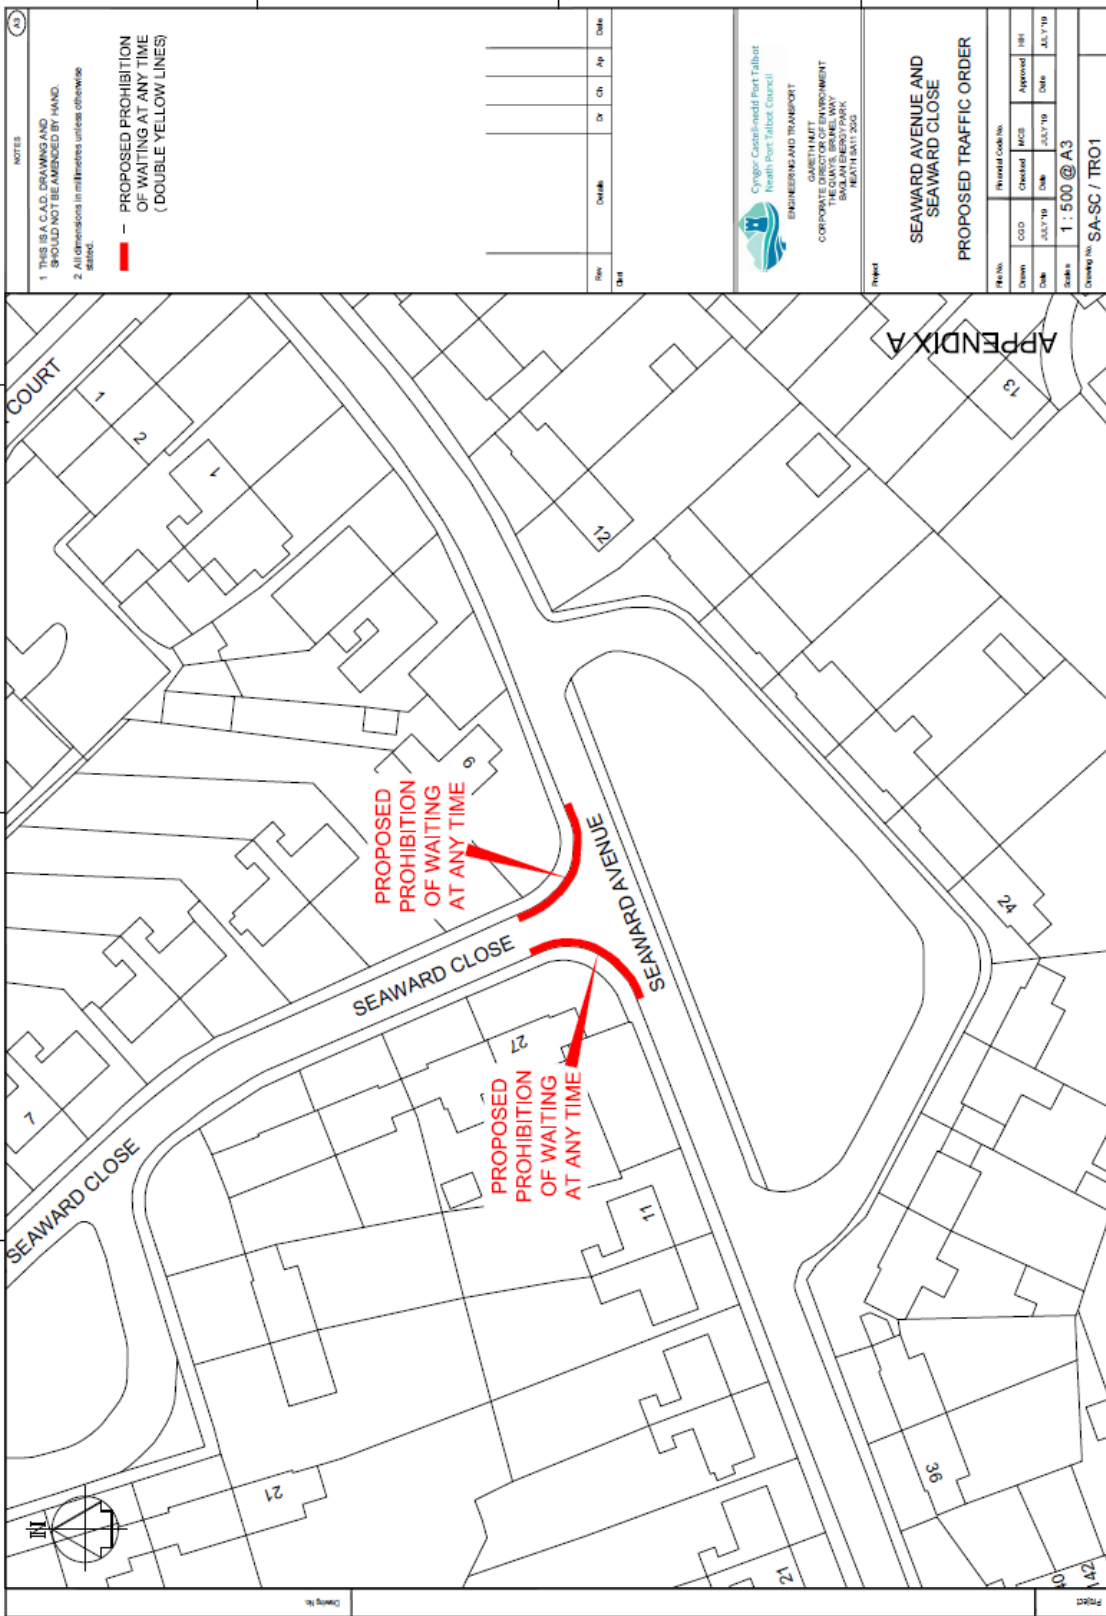 A3
NOTES
1 THIS IS A C.A.D. DRAWING AND
SHOULD NOT BE AMENDED BY HAND.
2 All dimensions in millimetres unless otherwise
stated.
– PROPOSED PROHIBITION
OF WAITING AT ANY TIME
( DOUBLE YELLOW LINES)
Rev Details Dr Ch Ap Date
Client
Cyngor Castell-nedd Port Talbot
Neath Port Talbot Council
ENGINEERING AND TRANSPORT
GARETH NUTT
CORPORATE DIRECTOR OF ENVIRONMENT
THE QUAYS, BRUNEL WAY
BAGLAN ENERGY PARK
NEATH SA11 2GG
Project
SEAWARD AVENUE AND
SEAWARD CLOSE
PROPOSED TRAFFIC ORDER
File No. Financial Code No.
Drawn CGD Checked MCB Approved HH
Date JULY '19 Date JULY '19 Date JULY '19
Scales 1 : 500 @ A3
Drawing No. SA-SC / TRO1
APPENDIX A
COURT
1
2
1
12
13
6
PROPOSED
PROHIBITION
OF WAITING
AT ANY TIME
SEAWARD AVENUE
SEAWARD CLOSE
24
7
27
PROPOSED
PROHIBITION
OF WAITING
AT ANY TIME
SEAWARD CLOSE
11
21
N
36
21
40
42
Drawing No.
Project